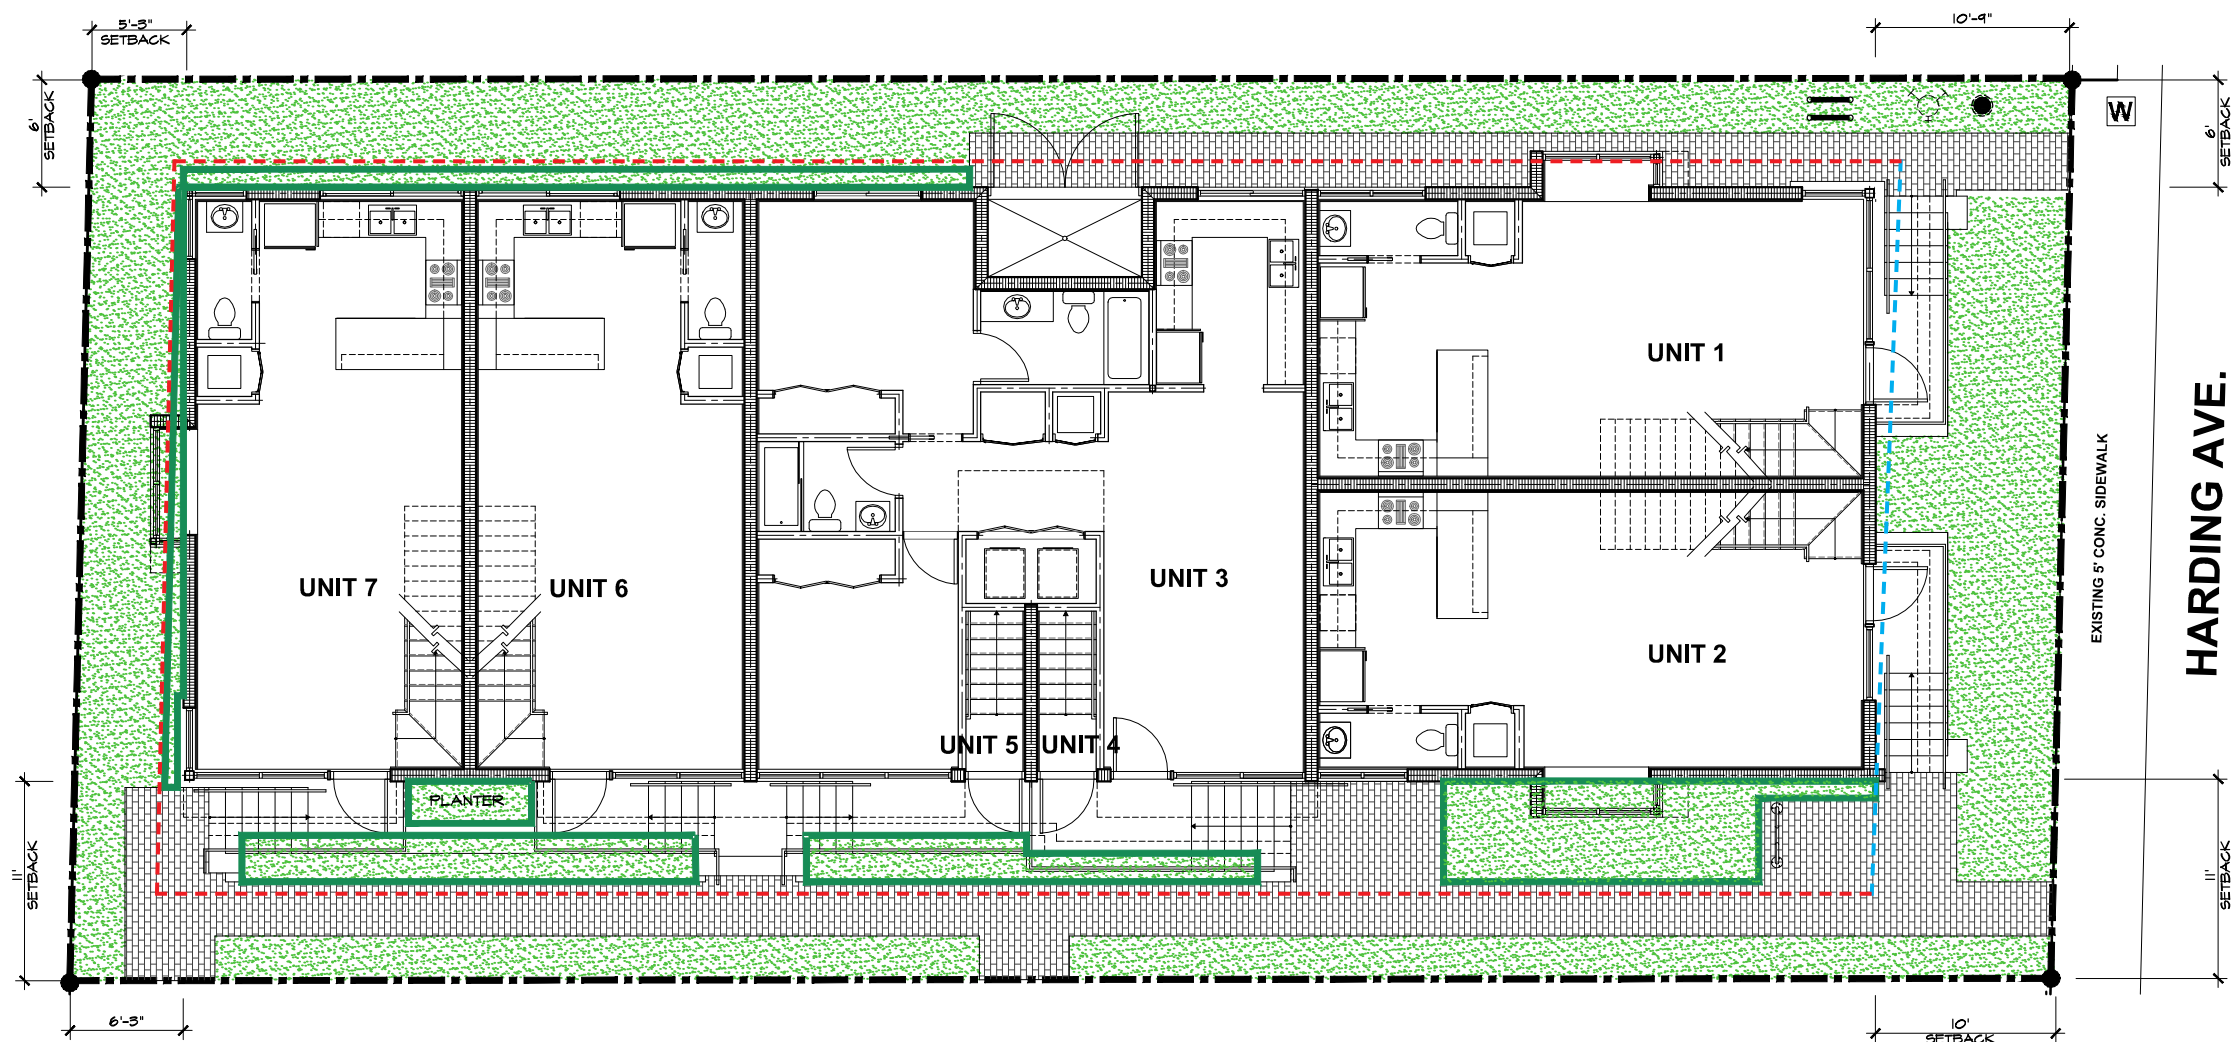 5'-3"
SETBACK
10'-9"
6'
SETBACK
W
6'
SETBACK
UNIT 1
UNIT 7
UNIT 6
UNIT 3
UNIT 2
UNIT 5
UNIT 4
EXISTING 5' CONC. SIDEWALK
HARDING AVE.
PLANTER
11'
SETBACK
11'
SETBACK
6'-3"
10'
SETBACK